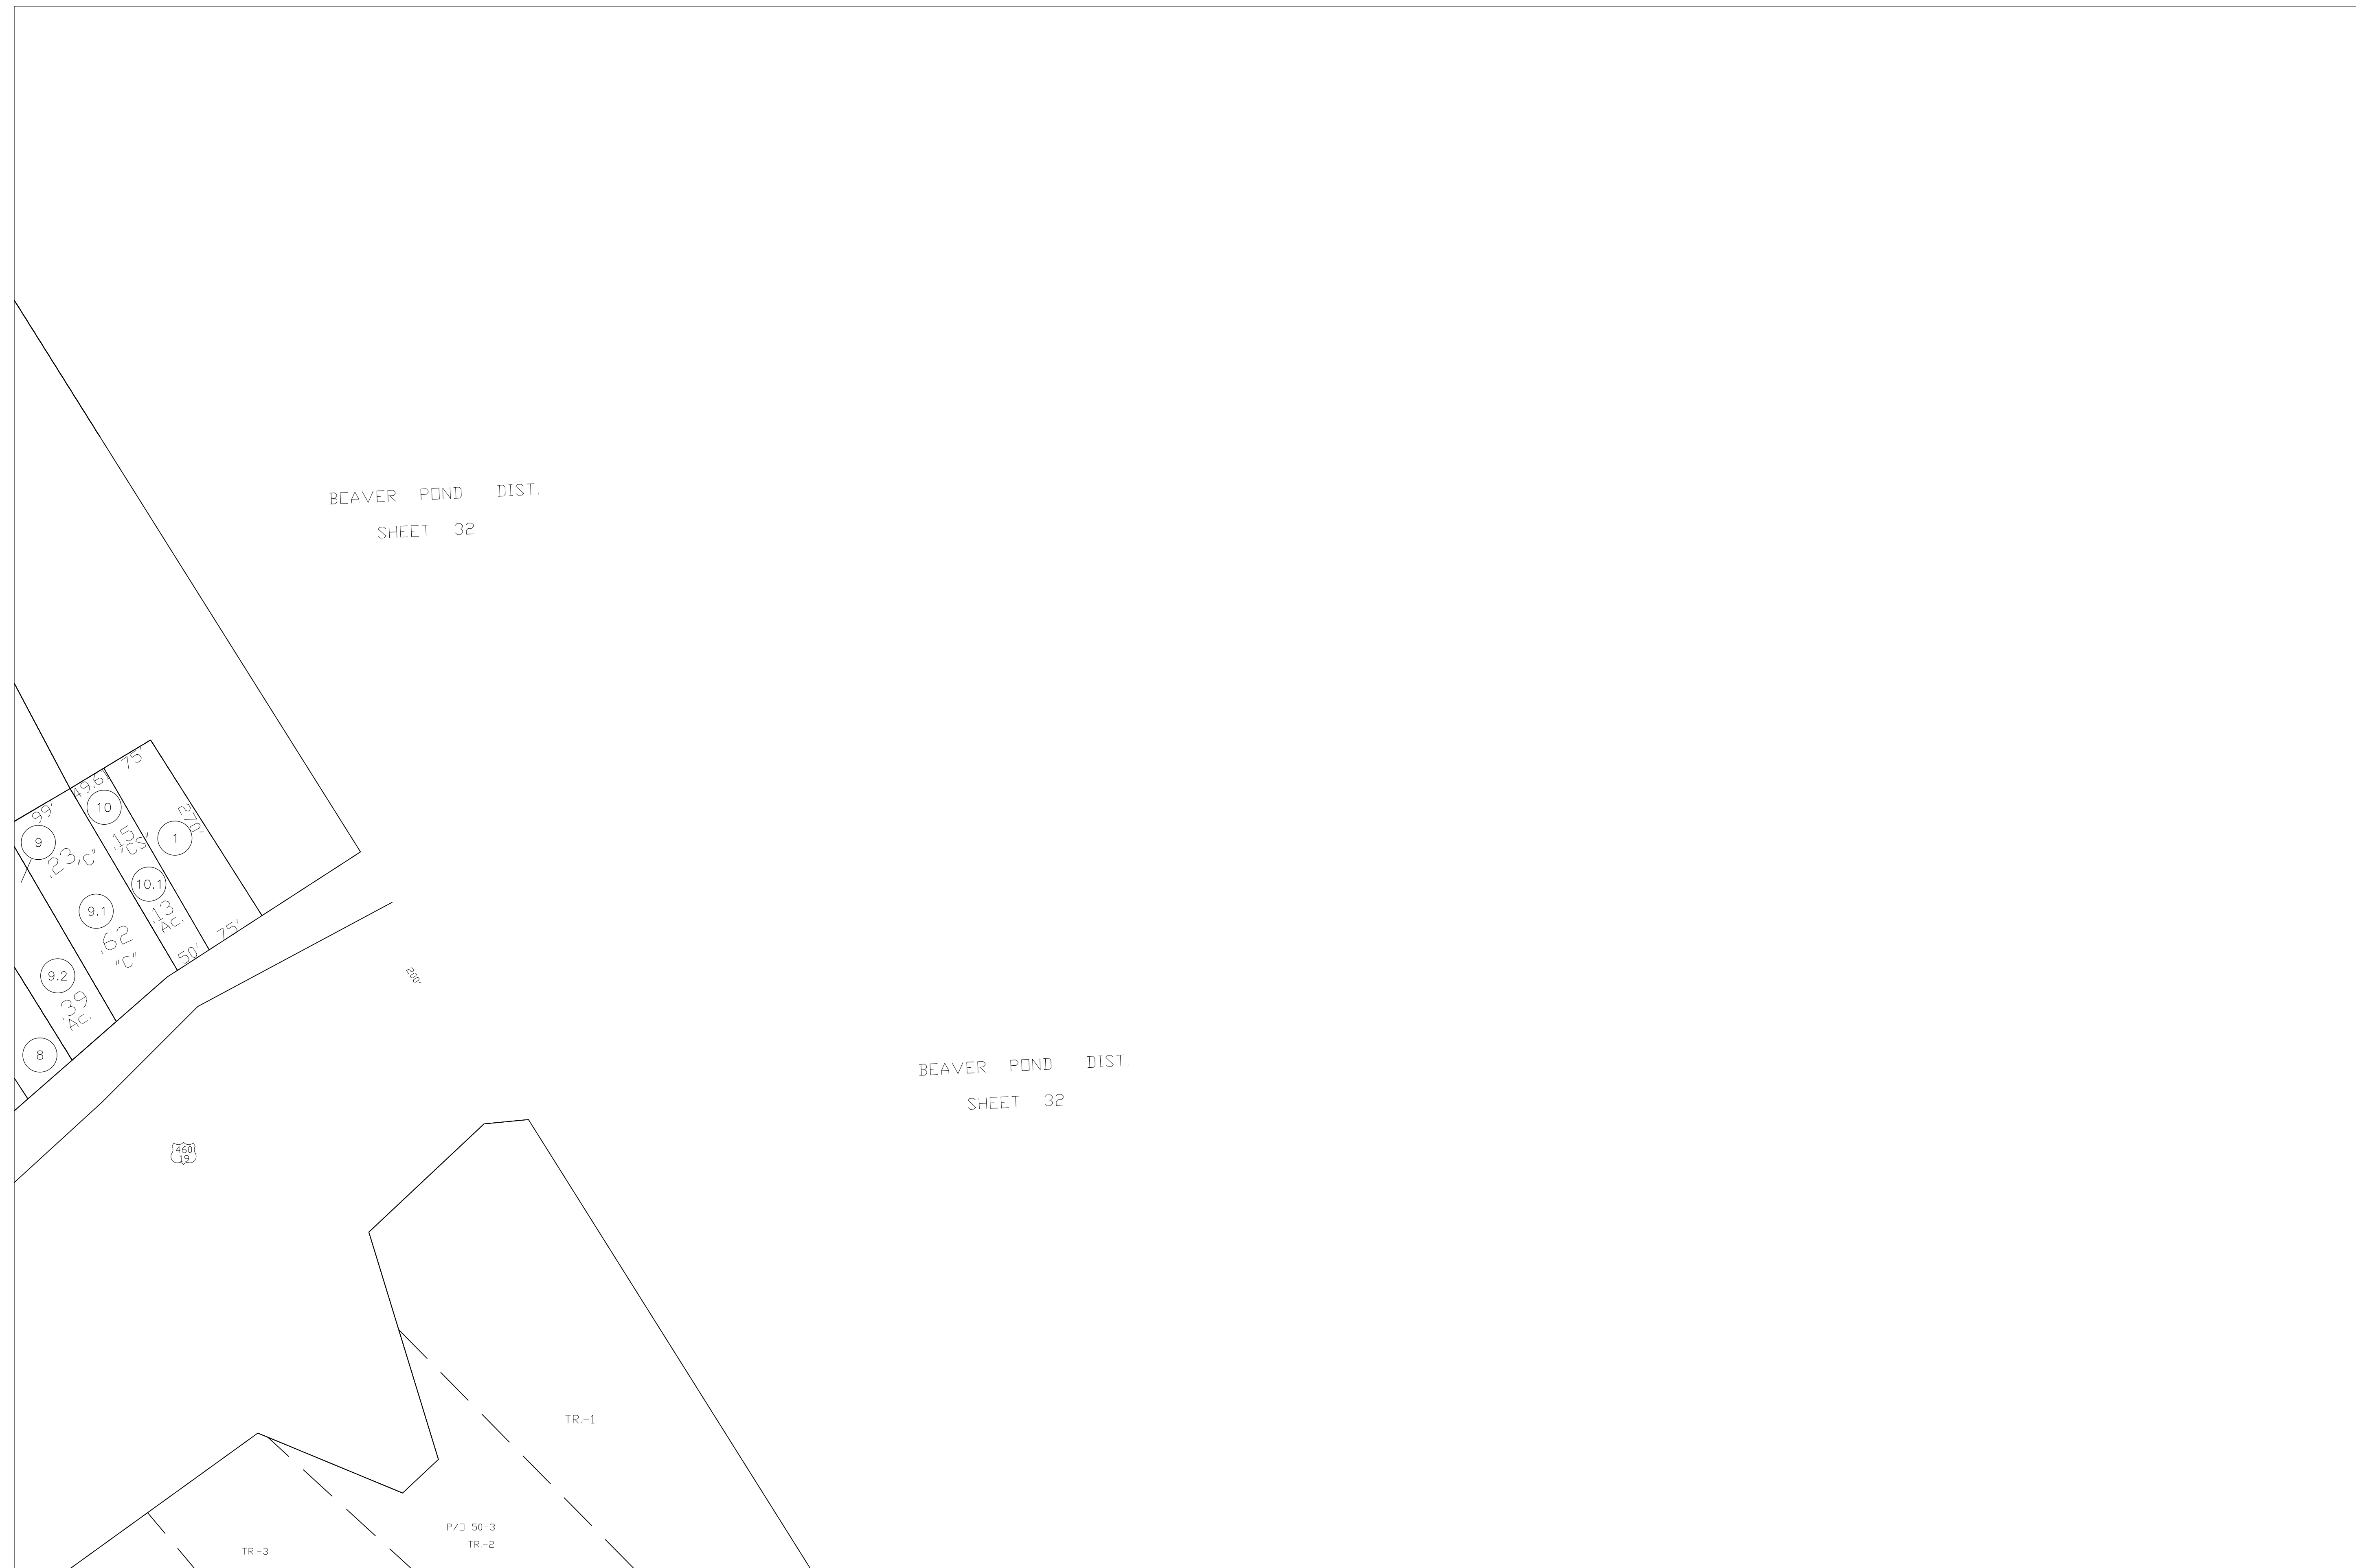 BEAVER POND DIST.
SHEET 32
75'
49.6'
99'
10
270'
9
.15
"CS"
1
.23 "C"
10.1
9.1
.13
AC.
.62
"C"
75'
50'
9.2
.39
AC.
200'
8
BEAVER POND DIST.
SHEET 32
460
19
TR.-1
P/O 50-3
TR.-2
TR.-3